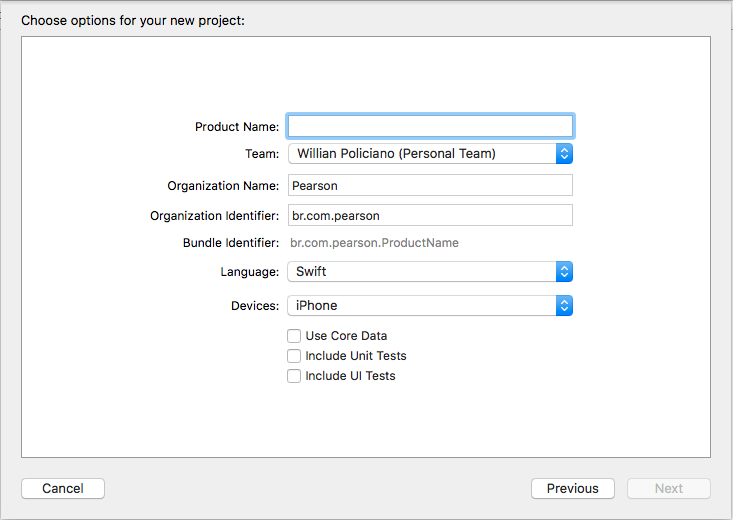 Choose options for your new project:
Product Name:
Team: Willian Policiano (Personal Team)
Organization Name: Pearson
Organization Identifier: br.com.pearson
Bundle Identifier: br.com.pearson.ProductName
Language: Swift
Devices: iPhone
Use Core Data
Include Unit Tests
Include UI Tests
Cancel Previous Next